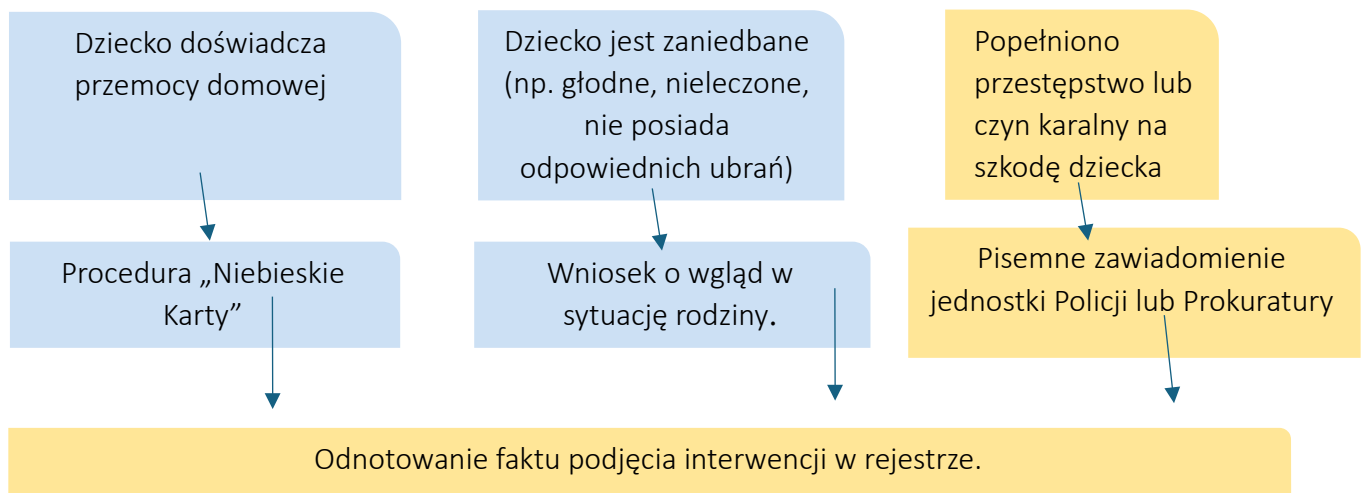 Dziecko doświadcza
przemocy domowej
Dziecko jest zaniedbane
(np. głodne, nieleczone,
nie posiada
odpowiednich ubrań)
Popełniono
przestępstwo lub
czyn karalny na
szkodę dziecka
Procedura „Niebieskie
Karty”
Wniosek o wgląd w
sytuację rodziny.
Pisemne zawiadomienie
jednostki Policji lub Prokuratury
Odnotowanie faktu podjęcia interwencji w rejestrze.